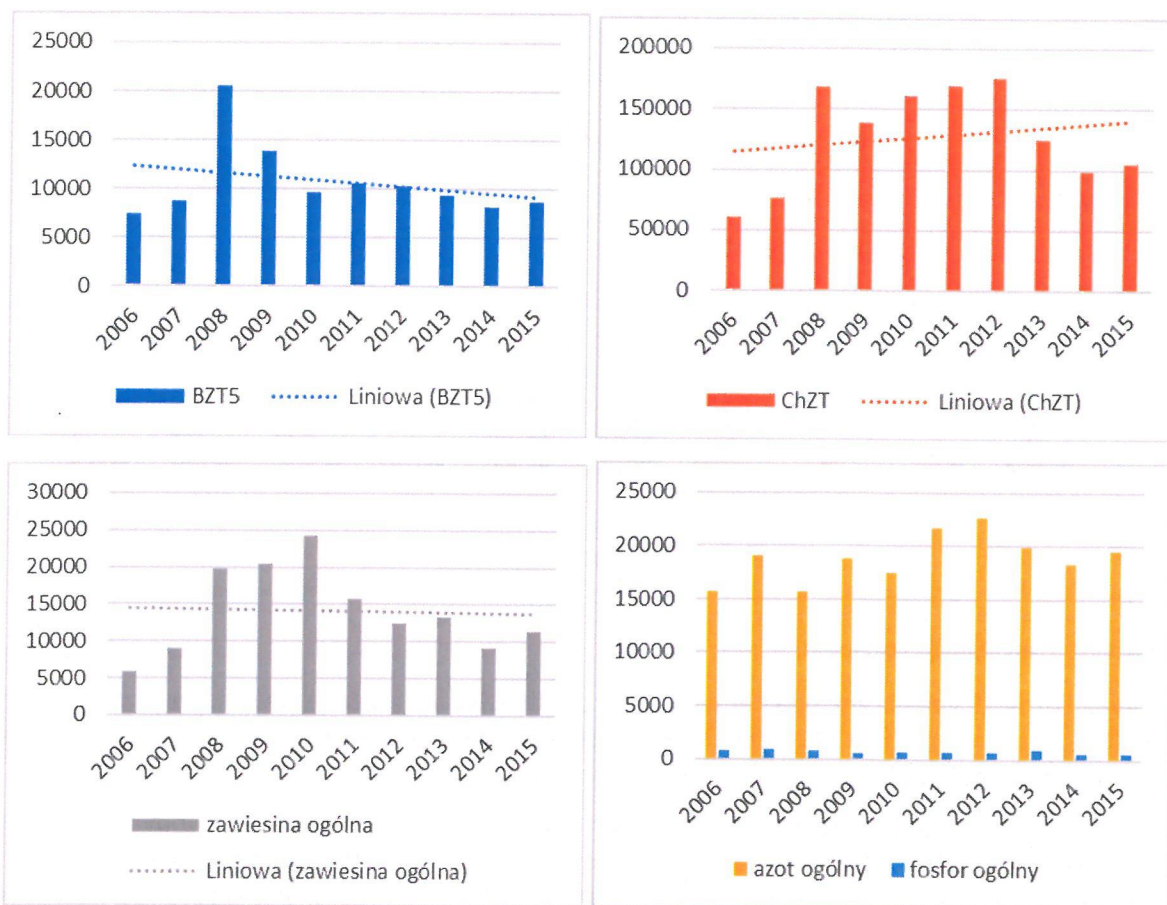 25000
20000
15000
10000
5000
0
2006 2007 2008 2009 2010 2011 2012 2013 2014 2015
BZT5 Liniowa (BZT5)
200000
150000
100000
50000
0
2006 2007 2008 2009 2010 2011 2012 2013 2014 2015
ChZT Liniowa (ChZT)
30000
25000
20000
15000
10000
5000
0
2006 2007 2008 2009 2010 2011 2012 2013 2014 2015
zawiesina ogólna
Liniowa (zawiesina ogólna)
25000
20000
15000
10000
5000
0
2006 2007 2008 2009 2010 2011 2012 2013 2014 2015
azot ogólny fosfor ogólny